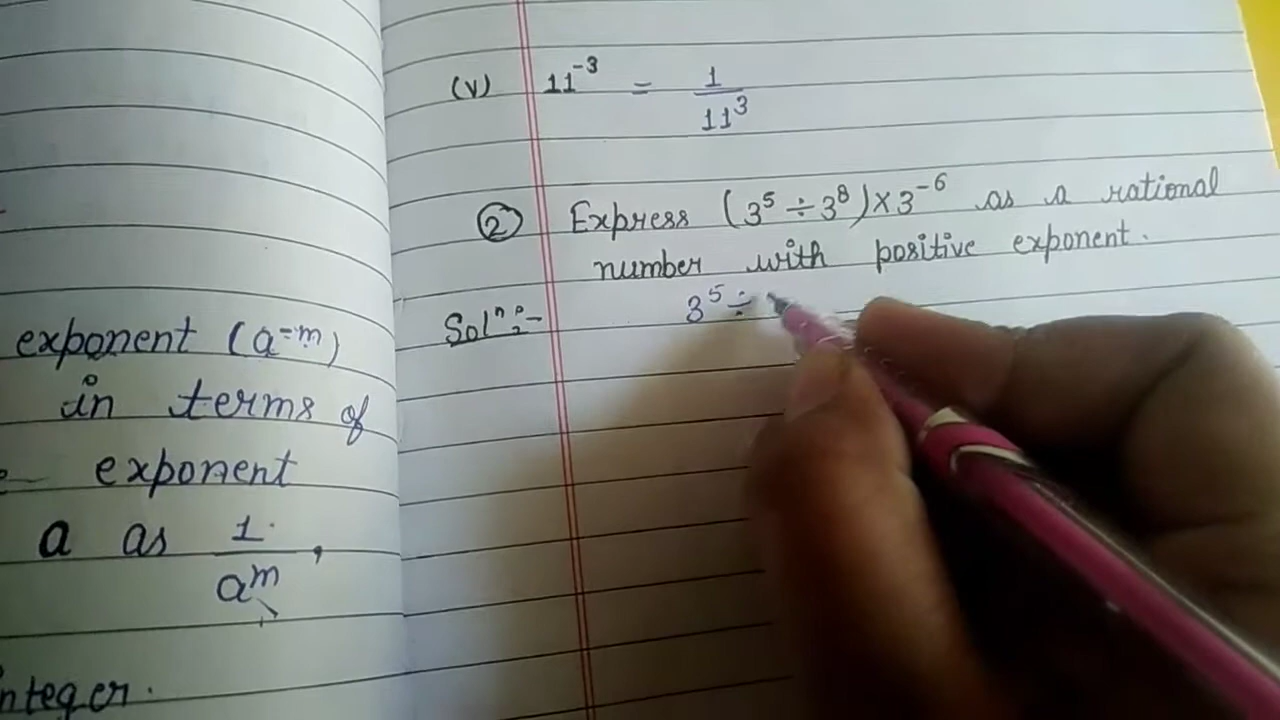 exponent (a⁻ᵐ)
in terms of
exponent
a as 1/aᵐ,
(V) 11⁻³ = 1/11³
② Express (3⁵ ÷ 3⁸) × 3⁻⁶ as a rational
number with positive exponent.
Solⁿ:- 3⁵ ÷